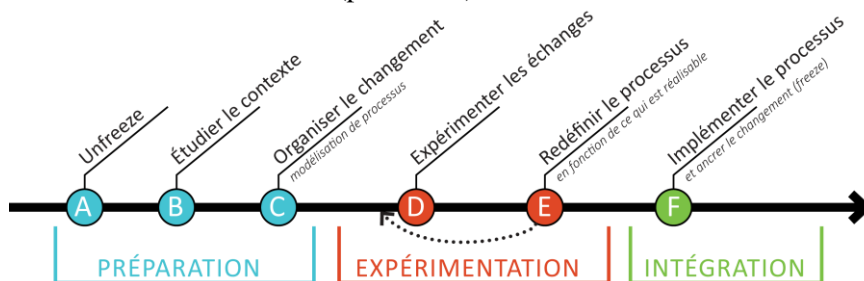 Unfreeze
Étudier le contexte
Organiser le changement
modélisation de processus
Expérimenter les échanges
Redéfinir le processus
en fonction de ce qui est réalisable
Implémenter le processus
et ancrer le changement (freeze)
A
B
C
D
E
F
PRÉPARATION
EXPÉRIMENTATION
INTÉGRATION